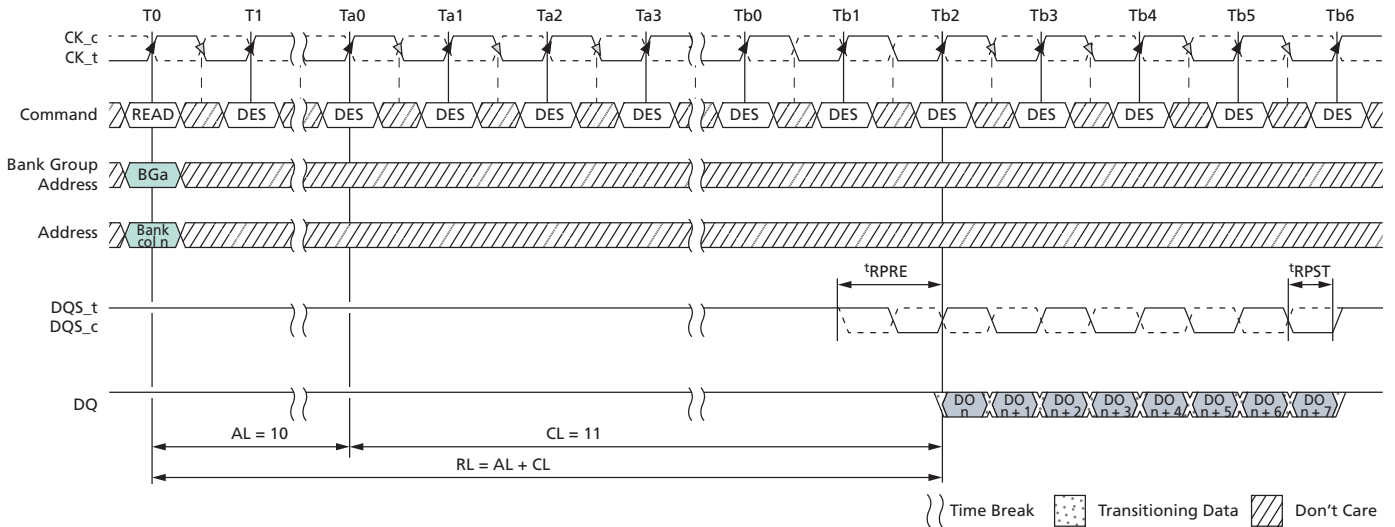 T0 T1 Ta0 Ta1 Ta2 Ta3 Tb0 Tb1 Tb2 Tb3 Tb4 Tb5 Tb6
CK_c
CK_t
Command READ DES DES DES DES DES DES DES DES DES DES DES DES
Bank Group
Address
BGa
Address
Bank
col n
tRPRE tRPST
DQS_t
DQS_c
DQ
DO
n
DO
n + 1
DO
n + 2
DO
n + 3
DO
n + 4
DO
n + 5
DO
n + 6
DO
n + 7
AL = 10 CL = 11
RL = AL + CL
Time Break Transitioning Data Don't Care